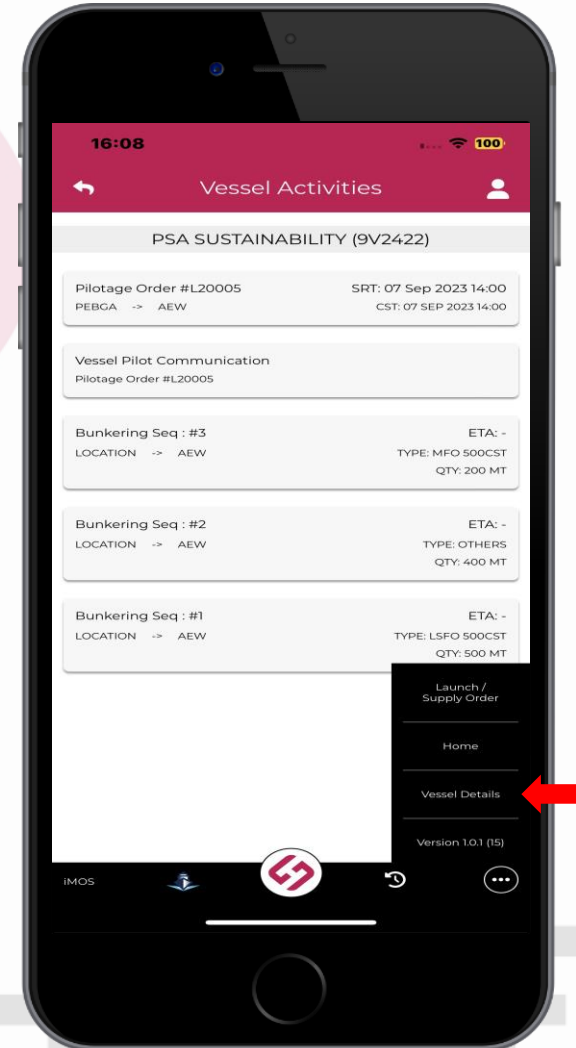 16:08
100
Vessel Activities
PSA SUSTAINABILITY (9V2422)
Pilotage Order #L20005 SRT: 07 Sep 2023 14:00
PEBGA -> AEW CST: 07 SEP 2023 14:00
Vessel Pilot Communication
Pilotage Order #L20005
Bunkering Seq : #3 ETA: -
LOCATION -> AEW TYPE: MFO 500CST
QTY: 200 MT
Bunkering Seq : #2 ETA: -
LOCATION -> AEW TYPE: OTHERS
QTY: 400 MT
Bunkering Seq : #1 ETA: -
LOCATION -> AEW TYPE: LSFO 500CST
QTY: 500 MT
Launch /
Supply Order
Home
Vessel Details
Version 1.0.1 (15)
iMOS